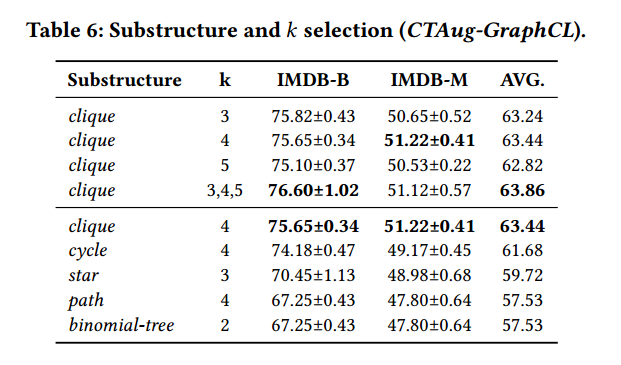 Table 6: Substructure and k selection (CTAug-GraphCL).
Substructure k IMDB-B IMDB-M AVG.
clique 3 75.82±0.43 50.65±0.52 63.24
clique 4 75.65±0.34 51.22±0.41 63.44
clique 5 75.10±0.37 50.53±0.22 62.82
clique 3,4,5 76.60±1.02 51.12±0.57 63.86
clique 4 75.65±0.34 51.22±0.41 63.44
cycle 4 74.18±0.47 49.17±0.45 61.68
star 3 70.45±1.13 48.98±0.68 59.72
path 4 67.25±0.43 47.80±0.64 57.53
binomial-tree 2 67.25±0.43 47.80±0.64 57.53